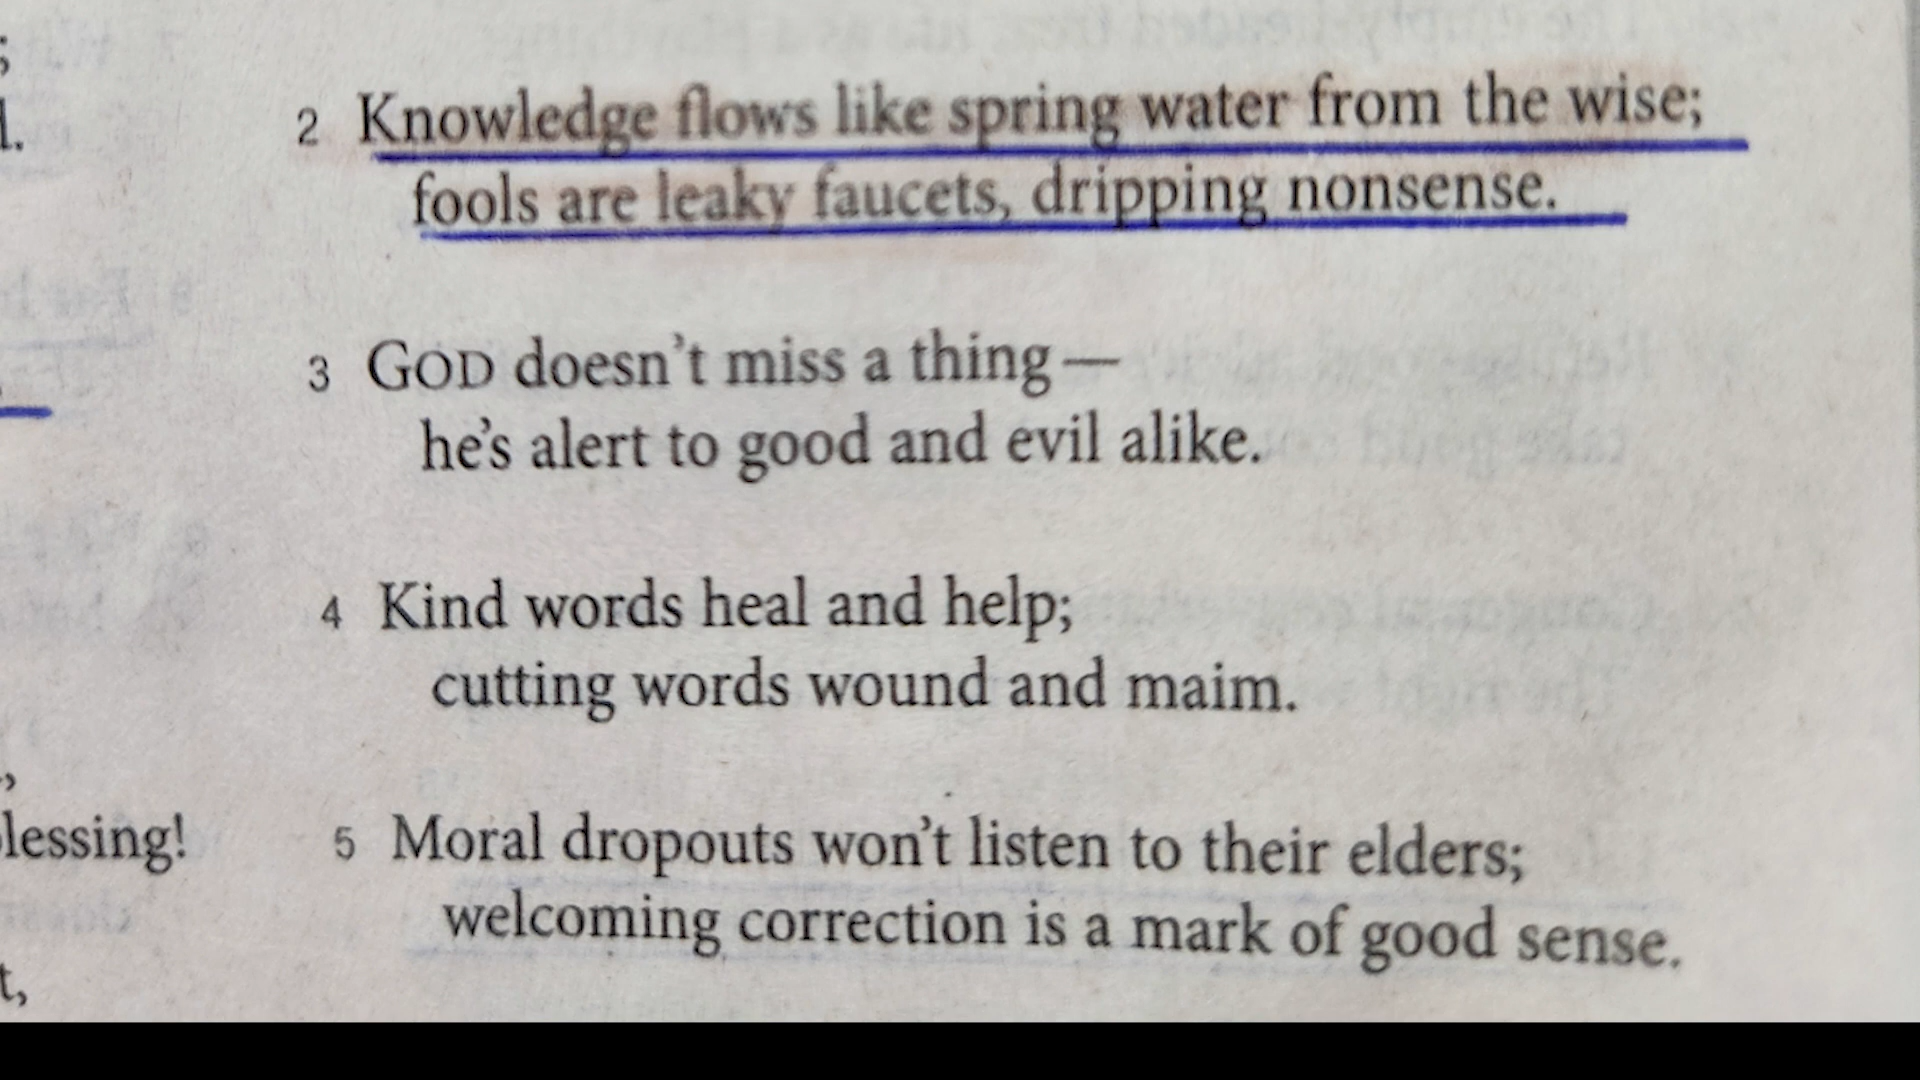 2 Knowledge flows like spring water from the wise;
fools are leaky faucets, dripping nonsense.
3 GOD doesn't miss a thing—
he's alert to good and evil alike.
4 Kind words heal and help;
cutting words wound and maim.
lessing!
5 Moral dropouts won't listen to their elders;
welcoming correction is a mark of good sense.